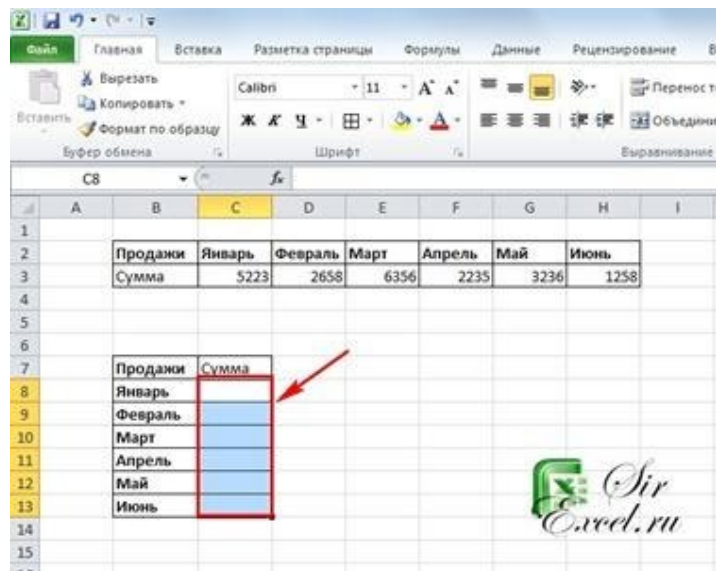 Файл Главная Вставка Разметка страницы Формулы Данные Рецензирование В
Вырезать
Копировать
Формат по образцу
Вставить
Буфер обмена
Calibri 11 A A
Ж К Ч A
Шрифт
Перенос т
Объедини
Выравнивание
C8 fx
A B C D E F G H I
1
2 Продажи Январь Февраль Март Апрель Май Июнь
3 Сумма 5223 2658 6356 2235 3236 1258
4
5
6
7 Продажи Сумма
8 Январь
9 Февраль
10 Март
11 Апрель
12 Май
13 Июнь
14
15
Sir
Excel.ru